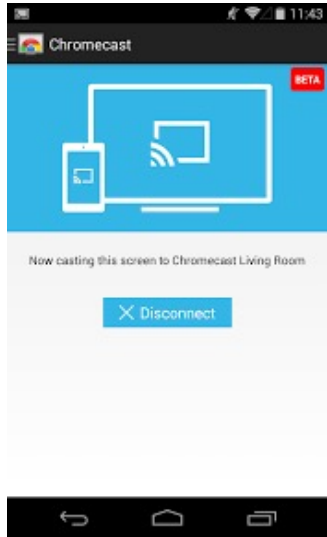 11:43
Chromecast
BETA
Now casting this screen to Chromecast Living Room
Disconnect